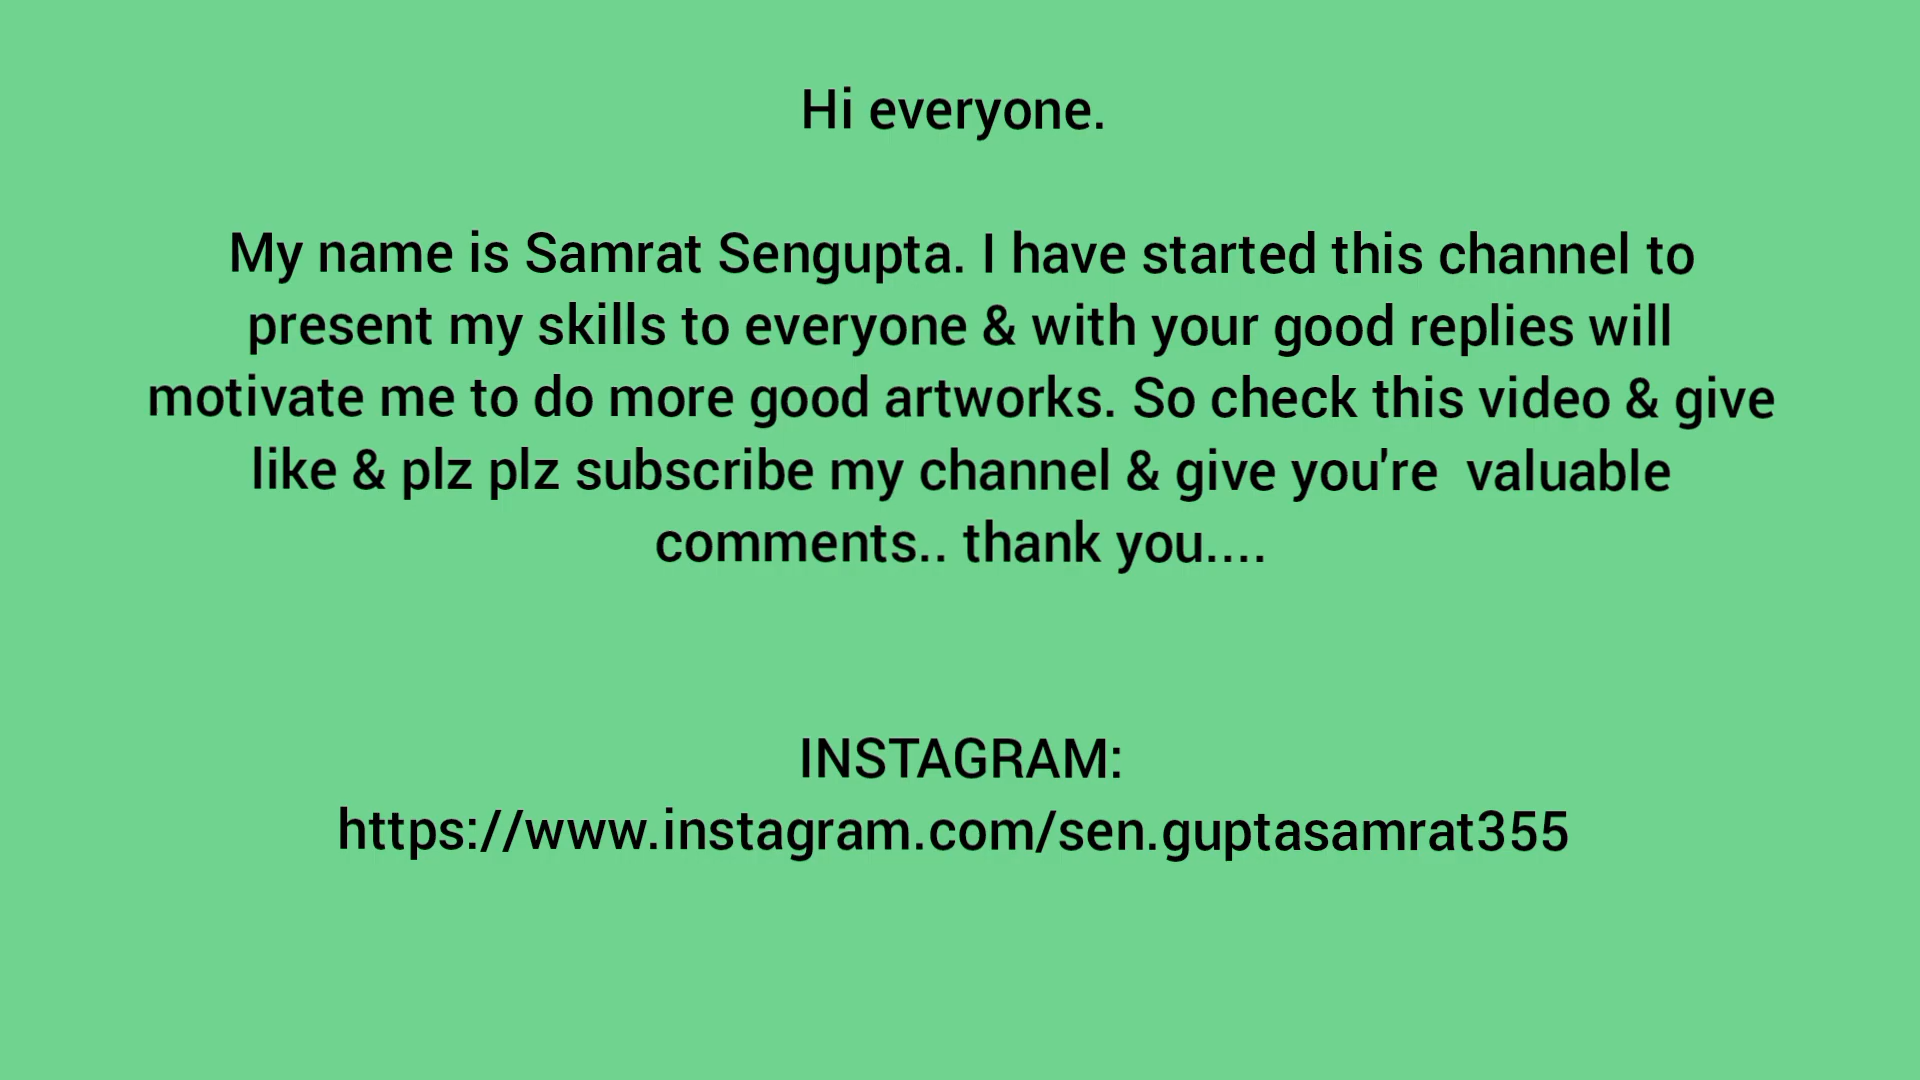 Hi everyone.
My name is Samrat Sengupta. I have started this channel to
present my skills to everyone & with your good replies will
motivate me to do more good artworks. So check this video & give
like & plz plz subscribe my channel & give you're  valuable
comments.. thank you....
INSTAGRAM:
https://www.instagram.com/sen.guptasamrat355